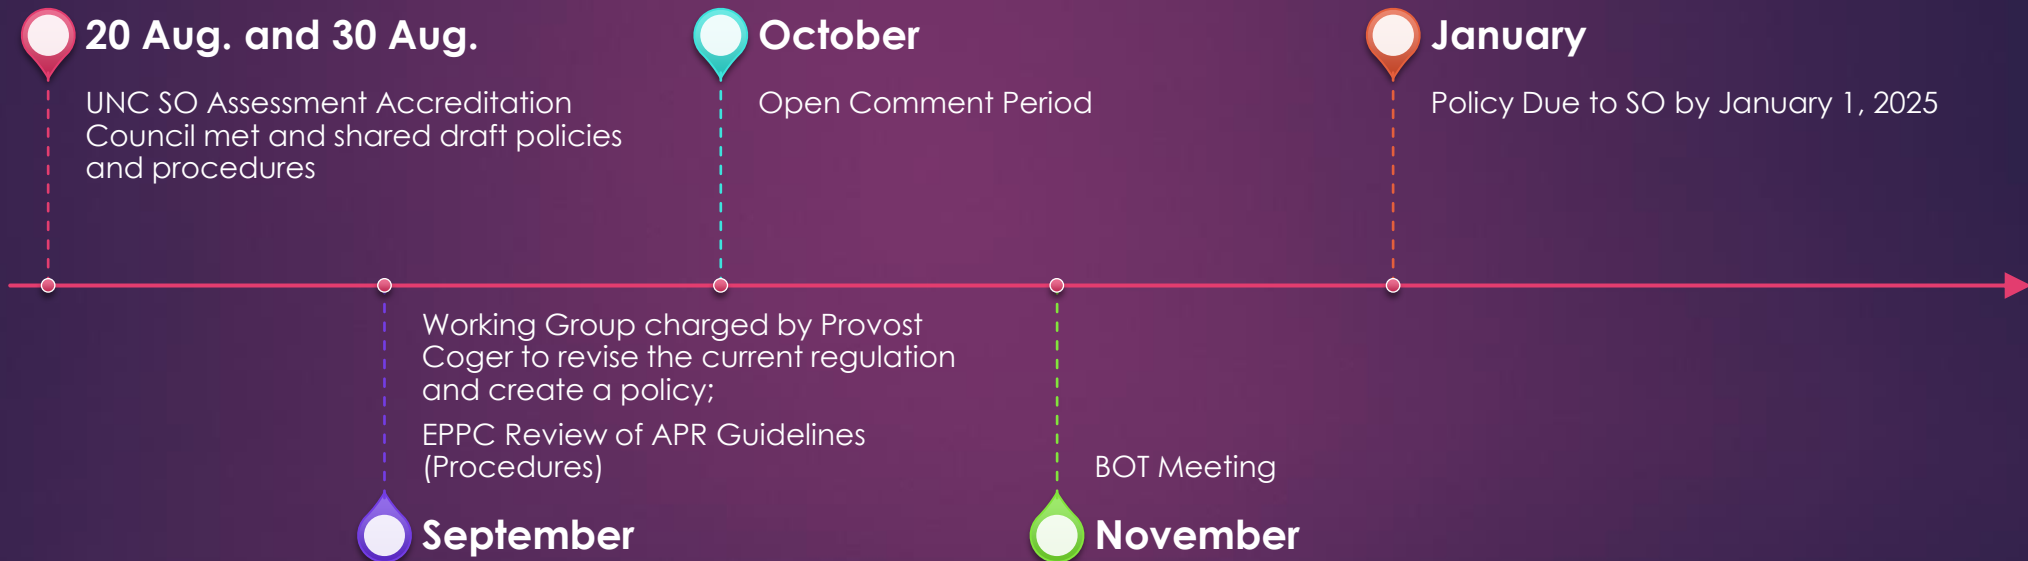 20 Aug. and 30 Aug.
UNC SO Assessment Accreditation
Council met and shared draft policies
and procedures
Working Group charged by Provost
Coger to revise the current regulation
and create a policy;
EPPC Review of APR Guidelines
(Procedures)
September
October
Open Comment Period
BOT Meeting
November
January
Policy Due to SO by January 1, 2025